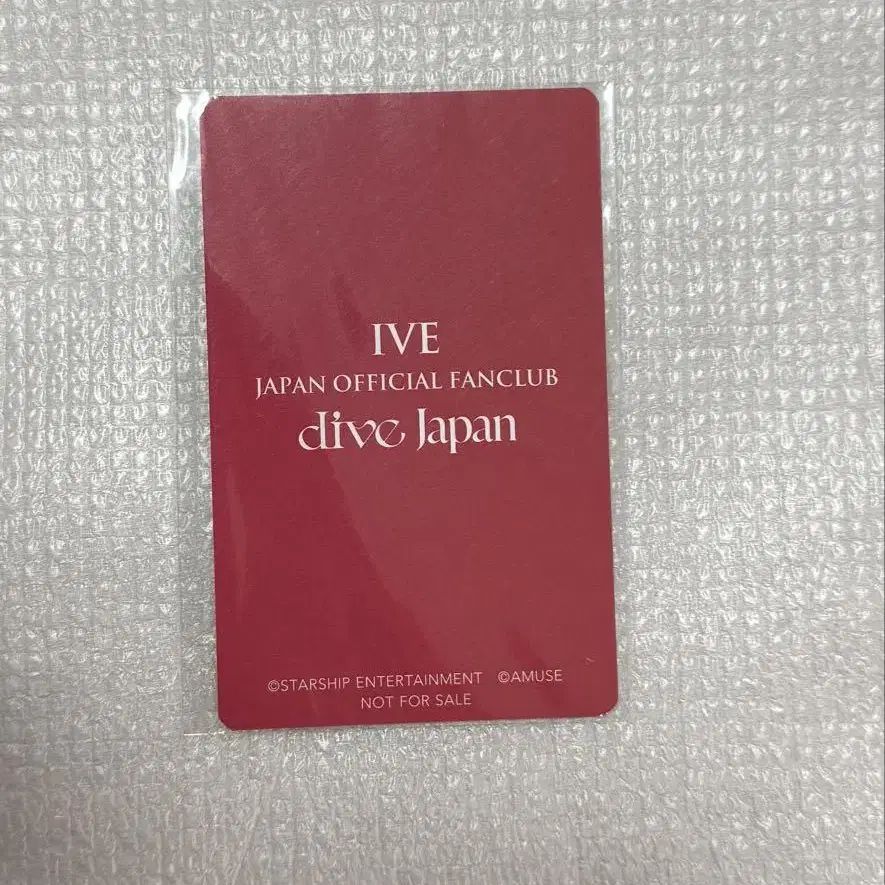 IVE
JAPAN OFFICIAL FANCLUB
dive Japan
©STARSHIP ENTERTAINMENT ©AMUSE
NOT FOR SALE